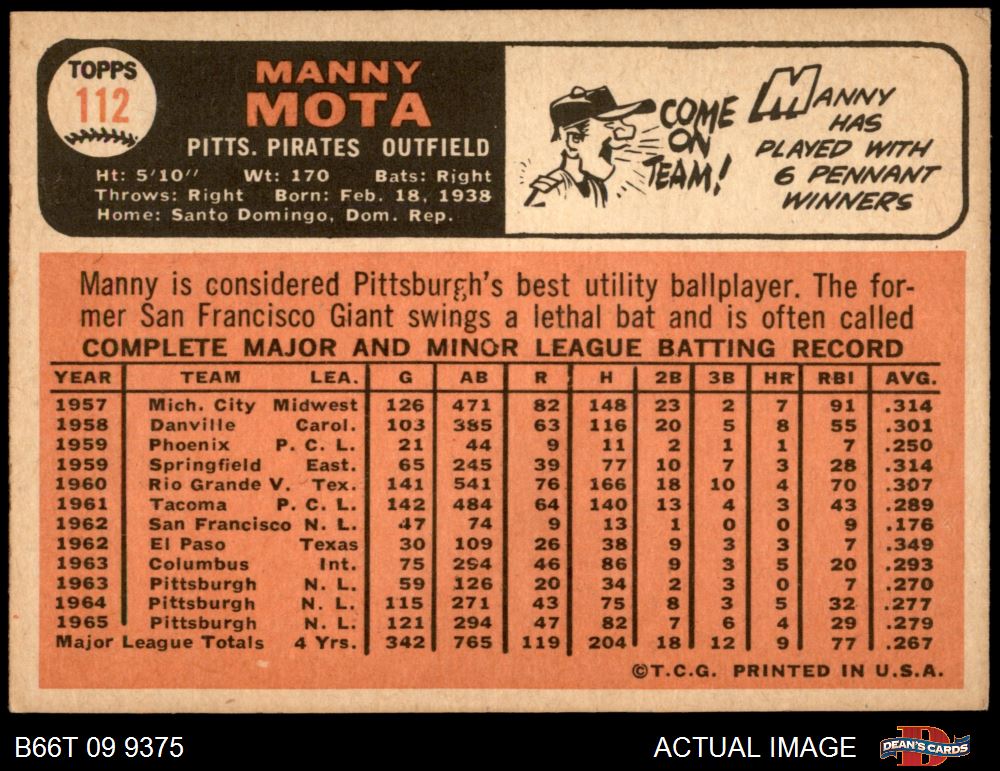 TOPPS
112
MANNY
MOTA
PITTS. PIRATES OUTFIELD
Ht: 5'10" Wt: 170 Bats: Right
Throws: Right Born: Feb. 18, 1938
Home: Santo Domingo, Dom. Rep.
COME
ON
TEAM!
MANNY
HAS
PLAYED WITH
6 PENNANT
WINNERS
Manny is considered Pittsburgh's best utility ballplayer. The for-
mer San Francisco Giant swings a lethal bat and is often called
COMPLETE MAJOR AND MINOR LEAGUE BATTING RECORD
YEAR TEAM LEA. G AB R H 2B 3B HR RBI AVG.
1957 Mich. City Midwest 126 471 82 148 23 2 7 91 .314
1958 Danville Carol. 103 385 63 116 20 5 8 55 .301
1959 Phoenix P. C. L. 21 44 9 11 2 1 1 7 .250
1959 Springfield East. 65 245 39 77 10 7 3 28 .314
1960 Rio Grande V. Tex. 141 541 76 166 18 10 4 70 .307
1961 Tacoma P. C. L. 142 484 64 140 13 4 3 43 .289
1962 San Francisco N. L. 47 74 9 13 1 0 0 9 .176
1962 El Paso Texas 30 109 26 38 9 3 3 7 .349
1963 Columbus Int. 75 294 46 86 9 3 5 20 .293
1963 Pittsburgh N. L. 59 126 20 34 2 3 0 7 .270
1964 Pittsburgh N. L. 115 271 43 75 8 3 5 32 .277
1965 Pittsburgh N. L. 121 294 47 82 7 6 4 29 .279
Major League Totals 4 Yrs. 342 765 119 204 18 12 9 77 .267
©T.C.G. PRINTED IN U.S.A.
B66T 09 9375
ACTUAL IMAGE
DEAN'S CARDS